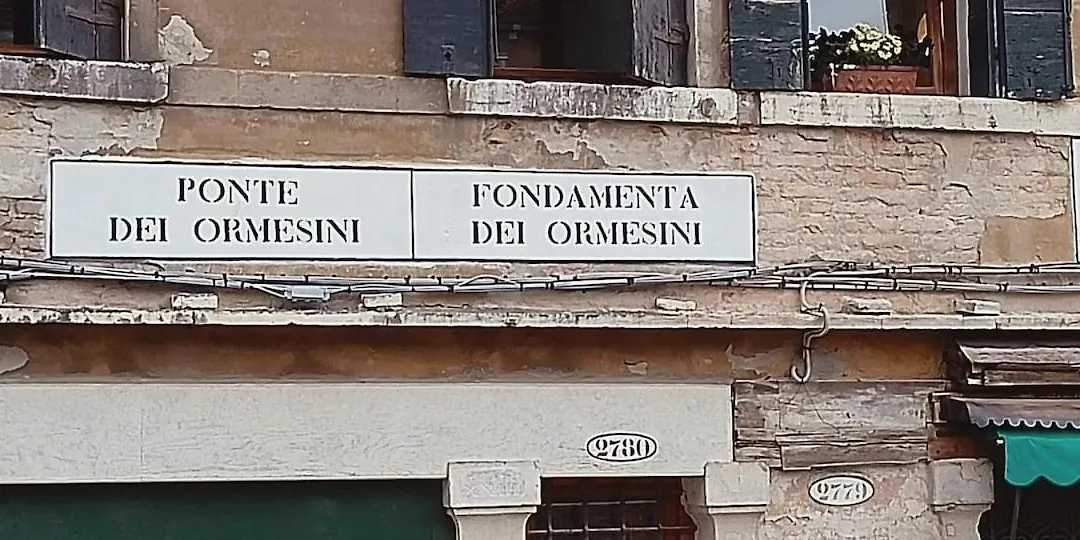 PONTE
DEI ORMESINI
FONDAMENTA
DEI ORMESINI
2780
2779